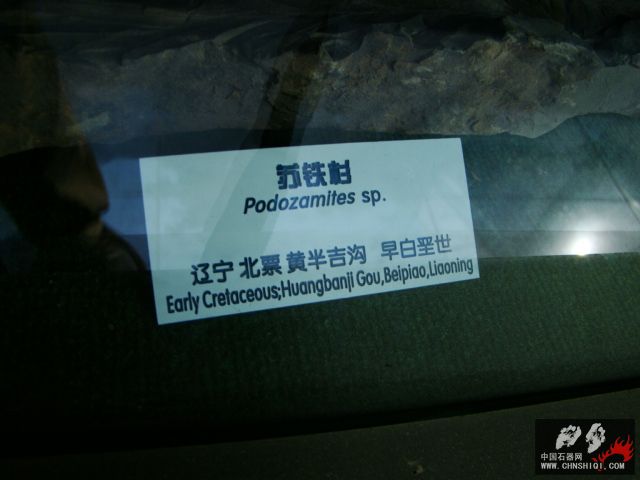 苏铁杉
Podozamites sp.
辽宁 北票 黄半吉沟 早白垩世
Early Cretaceous;Huangbanji Gou,Beipiao,Liaoning
中国石器网
WWW.CHNSHIQI.COM